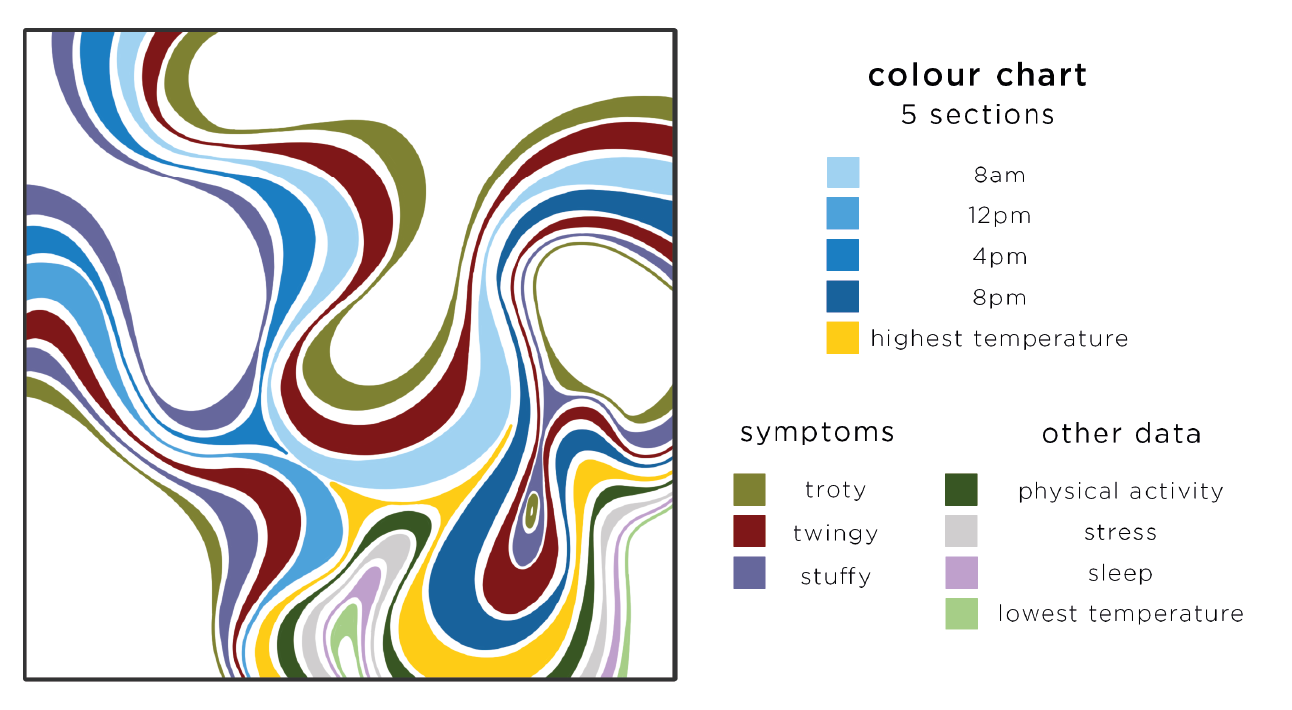 colour chart
5 sections
8am
12pm
4pm
8pm
highest temperature
symptoms
troty
twingy
stuffy
other data
physical activity
stress
sleep
lowest temperature